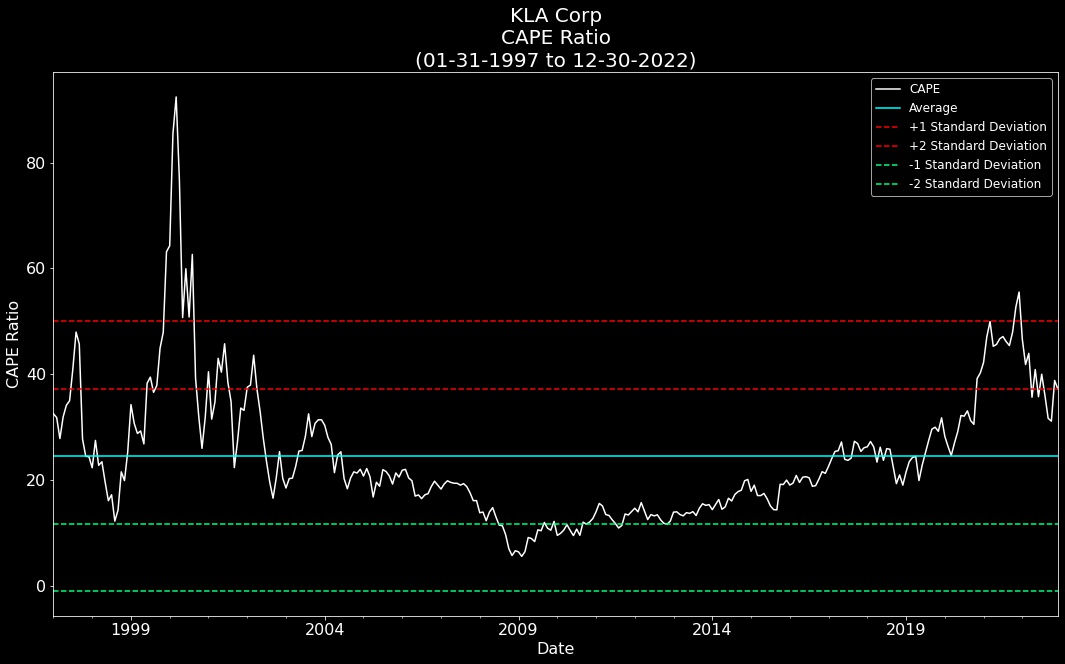 KLA Corp
CAPE Ratio
(01-31-1997 to 12-30-2022)
CAPE
Average
+1 Standard Deviation
+2 Standard Deviation
-1 Standard Deviation
-2 Standard Deviation
CAPE Ratio
80
60
40
20
0
1999 2004 2009 2014 2019
Date